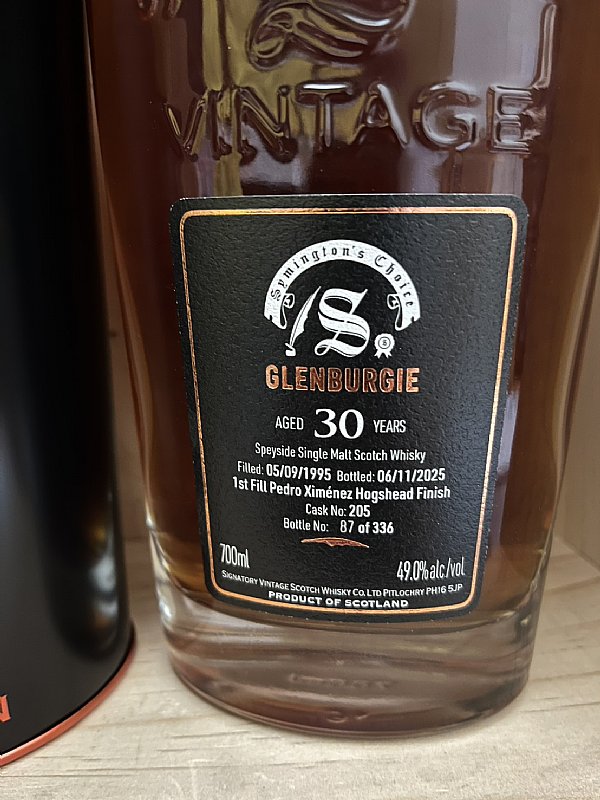 VINTAGE
Symington's Choice
S
6
GLENBURGIE
AGED 30 YEARS
Speyside Single Malt Scotch Whisky
Filled: 05/09/1995 Bottled: 06/11/2025
1st Fill Pedro Ximénez Hogshead Finish
Cask No: 205
Bottle No: 87 of 336
700ml 49.0%alc/vol
SIGNATORY VINTAGE SCOTCH WHISKY CO. LTD PITLOCHRY PH16 5JP
PRODUCT OF SCOTLAND